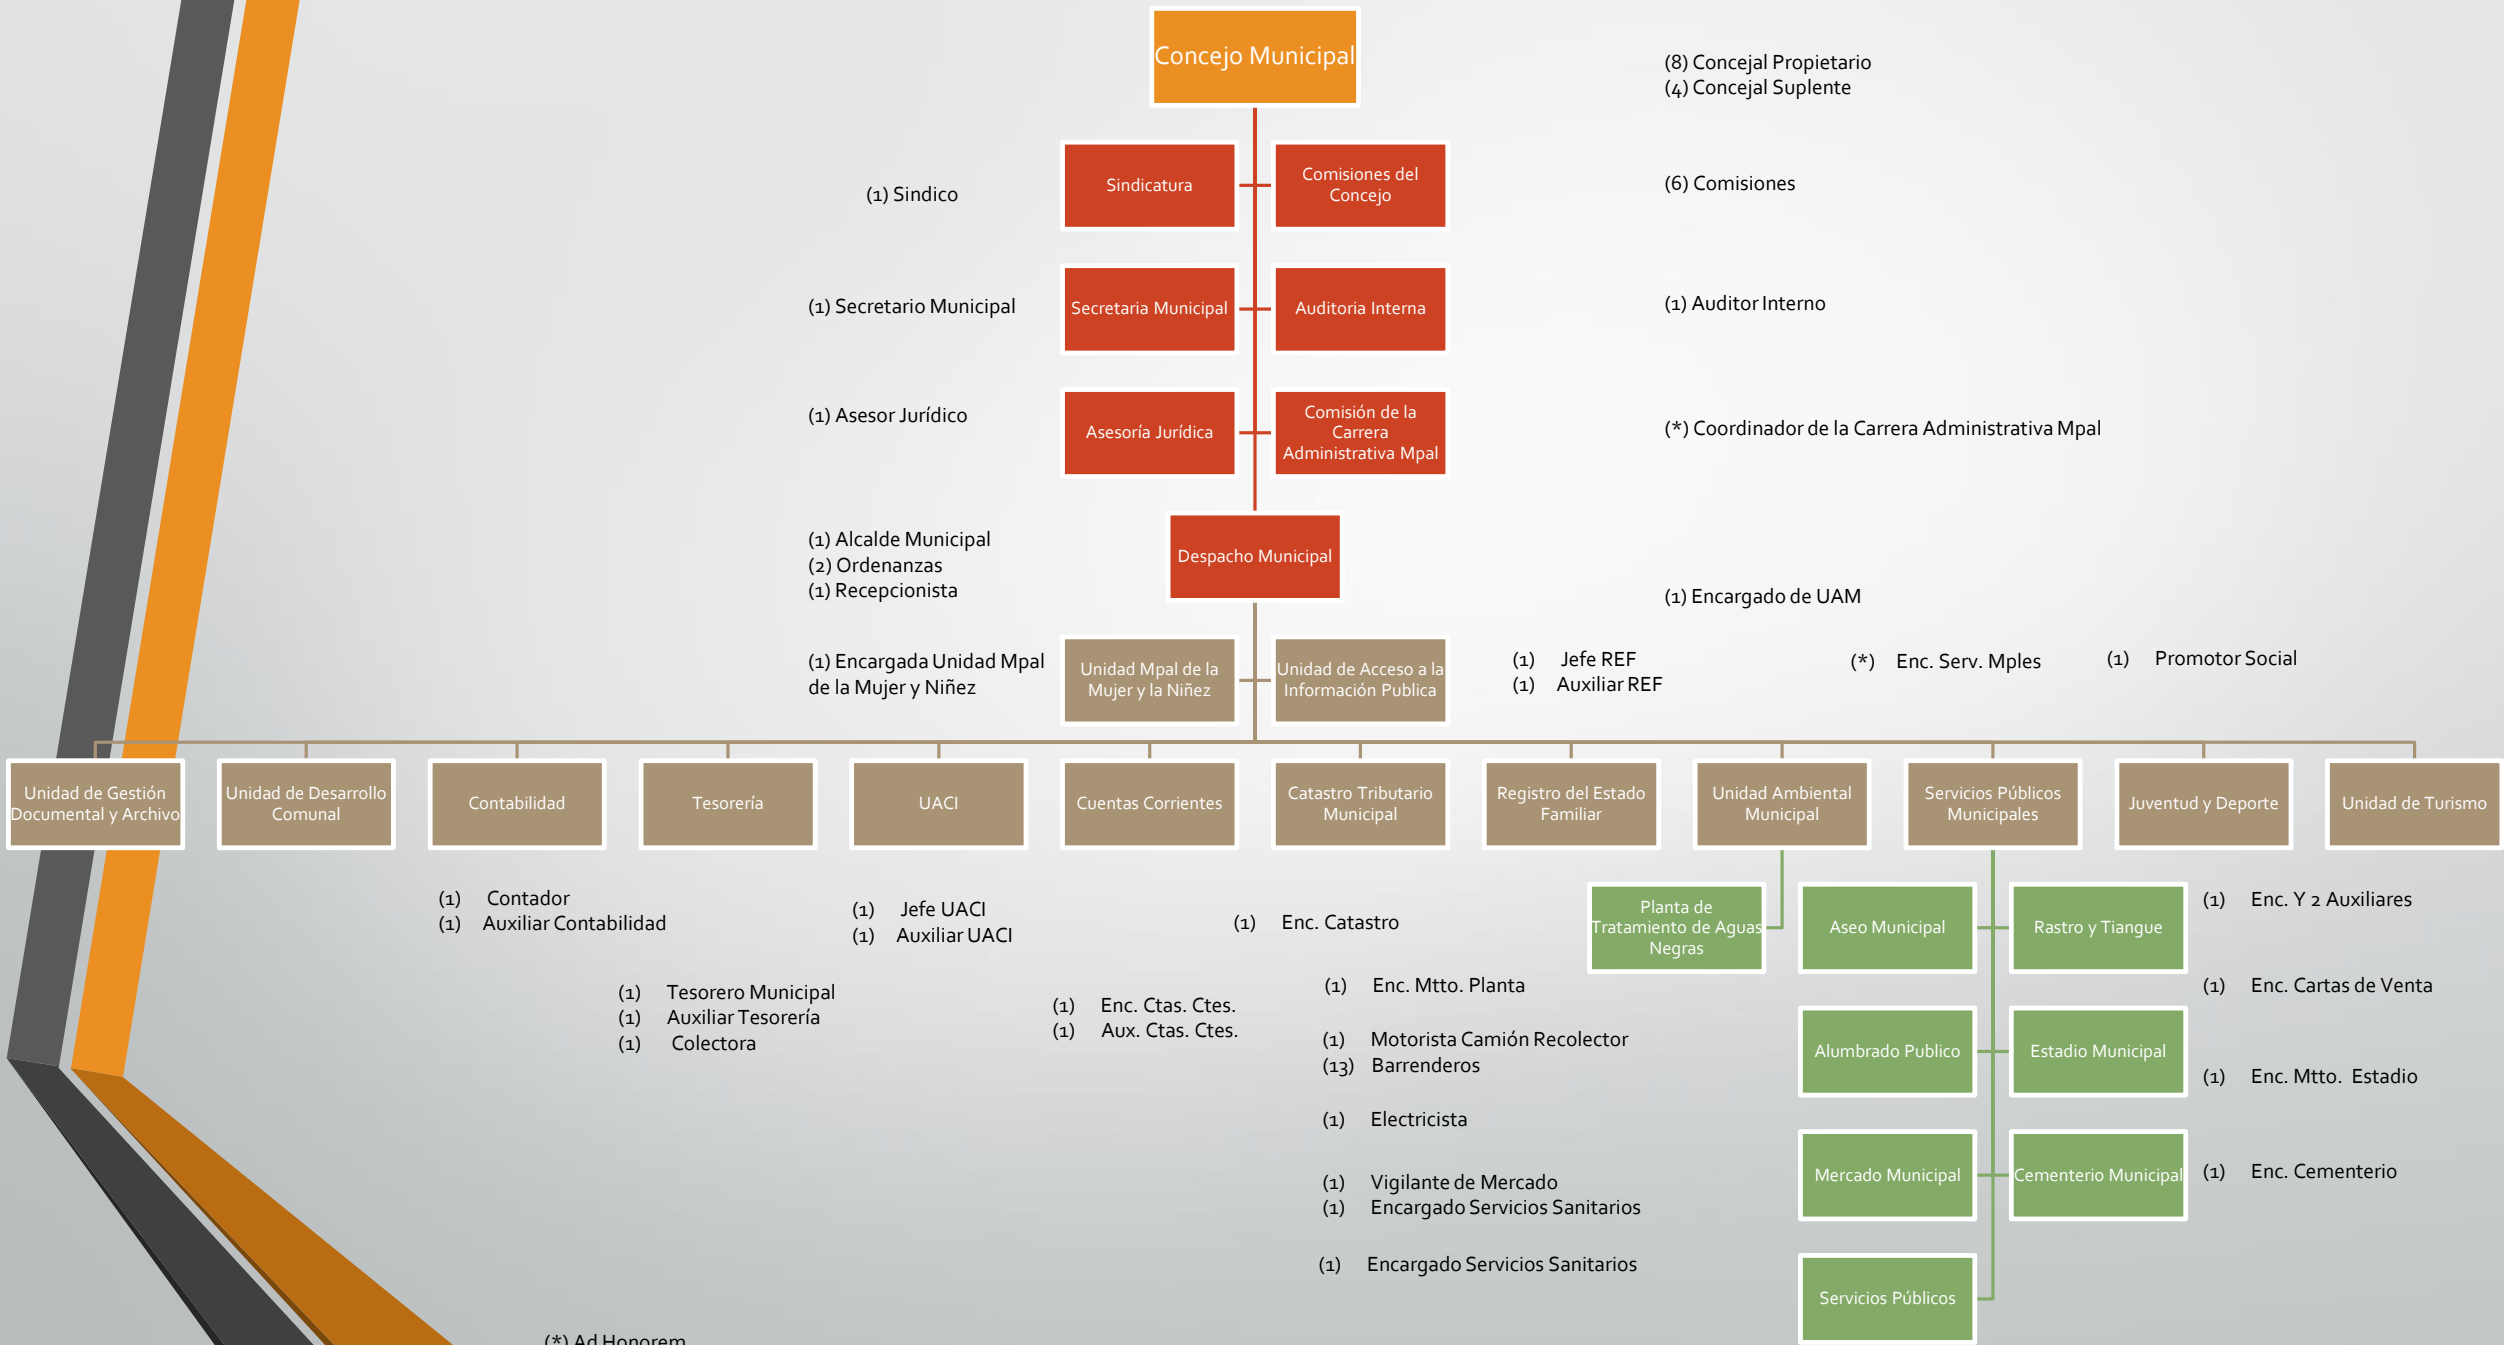 Concejo Municipal
(8) Concejal Propietario
(4) Concejal Suplente
(1) Sindico
Sindicatura
Comisiones del
Concejo
(6) Comisiones
(1) Secretario Municipal
Secretaria Municipal
Auditoria Interna
(1) Auditor Interno
(1) Asesor Jurídico
Asesoría Jurídica
Comisión de la
Carrera
Administrativa Mpal
(*) Coordinador de la Carrera Administrativa Mpal
(1) Alcalde Municipal
(2) Ordenanzas
(1) Recepcionista
Despacho Municipal
(1) Encargado de UAM
(1) Encargada Unidad Mpal
de la Mujer y Niñez
Unidad Mpal de la
Mujer y la Niñez
Unidad de Acceso a la
Información Publica
(1) Jefe REF
(1) Auxiliar REF
(*) Enc. Serv. Mples
(1) Promotor Social
Unidad de Gestión
Documental y Archivo
Unidad de Desarrollo
Comunal
Contabilidad
Tesorería
UACI
Cuentas Corrientes
Catastro Tributario
Municipal
Registro del Estado
Familiar
Unidad Ambiental
Municipal
Servicios Públicos
Municipales
Juventud y Deporte
Unidad de Turismo
(1) Contador
(1) Auxiliar Contabilidad
(1) Jefe UACI
(1) Auxiliar UACI
(1) Enc. Catastro
Planta de
Tratamiento de Aguas
Negras
Aseo Municipal
Rastro y Tiangue
(1) Enc. Y 2 Auxiliares
(1) Tesorero Municipal
(1) Auxiliar Tesorería
(1) Colectora
(1) Enc. Ctas. Ctes.
(1) Aux. Ctas. Ctes.
(1) Enc. Mtto. Planta
(1) Enc. Cartas de Venta
(1) Motorista Camión Recolector
(13) Barrenderos
Alumbrado Publico
Estadio Municipal
(1) Enc. Mtto. Estadio
(1) Electricista
(1) Vigilante de Mercado
(1) Encargado Servicios Sanitarios
Mercado Municipal
Cementerio Municipal
(1) Enc. Cementerio
(1) Encargado Servicios Sanitarios
Servicios Públicos
(*) Ad Honorem